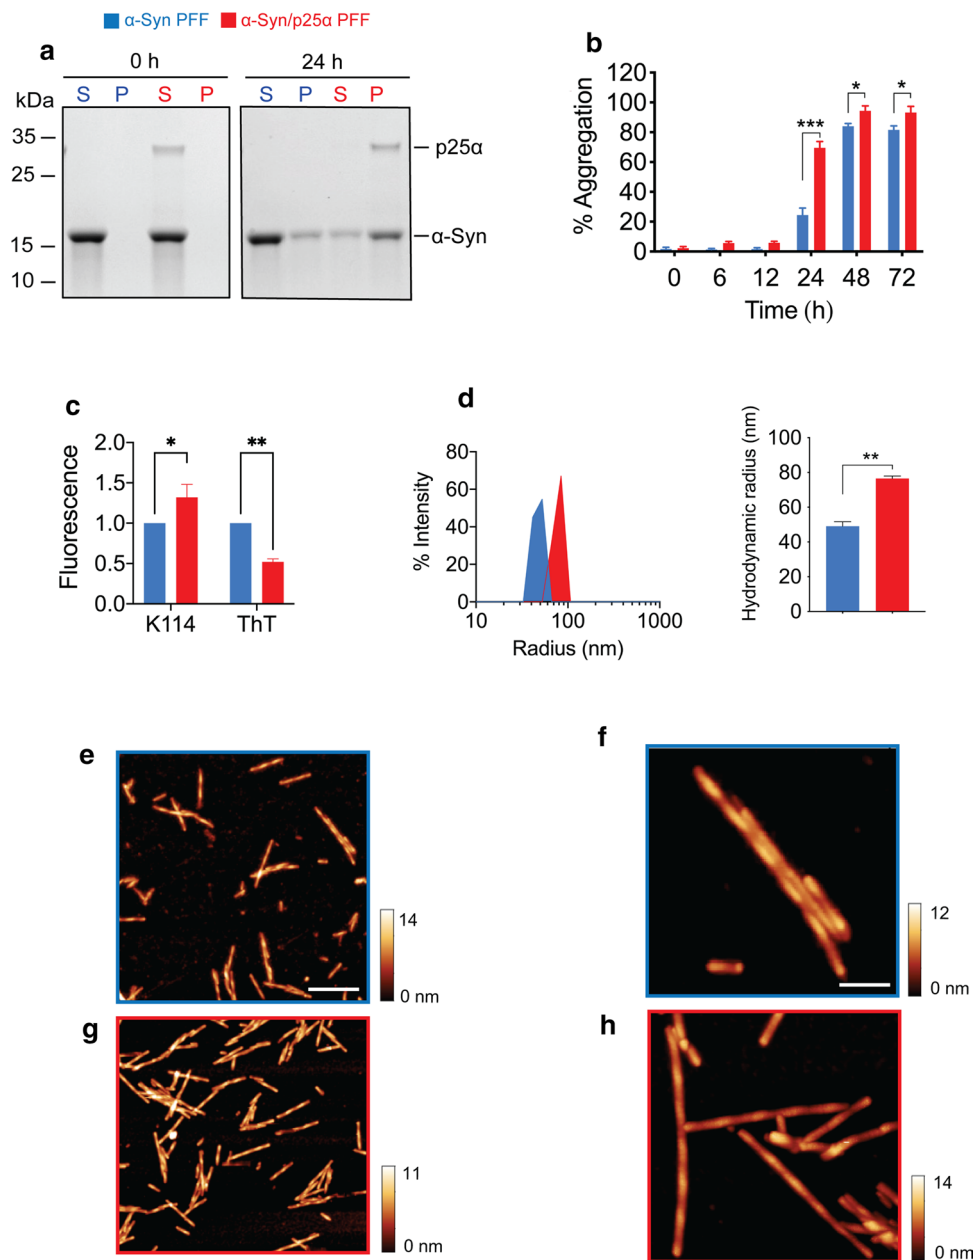 α-Syn PFF α-Syn/p25α PFF
a
0 h 24 h
kDa S P S P S P S P
35
25
15
10
p25α
α-Syn
b
% Aggregation
120
100
80
60
40
20
0
*** * *
0 6 12 24 48 72
Time (h)
c
Fluorescence
2.0
1.5
1.0
0.5
0.0
* **
K114 ThT
d
% Intensity
80
60
40
20
0
10 100 1000
Radius (nm)
Hydrodynamic radius (nm)
100
80
60
40
20
0
**
e
14
0 nm
f
12
0 nm
g
11
0 nm
h
14
0 nm